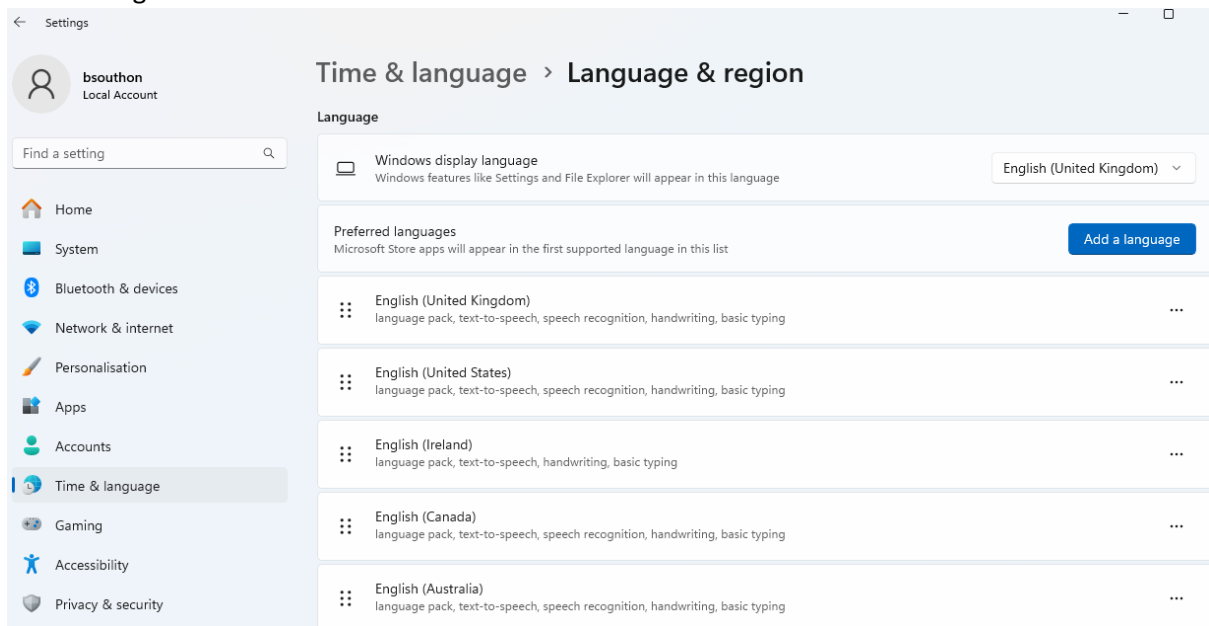 Settings
bsouthon
Local Account
Find a setting
Home
System
Bluetooth & devices
Network & internet
Personalisation
Apps
Accounts
Time & language
Gaming
Accessibility
Privacy & security
Time & language > Language & region
Language
Windows display language
Windows features like Settings and File Explorer will appear in this language
English (United Kingdom)
Preferred languages
Microsoft Store apps will appear in the first supported language in this list
Add a language
English (United Kingdom)
language pack, text-to-speech, speech recognition, handwriting, basic typing
English (United States)
language pack, text-to-speech, speech recognition, handwriting, basic typing
English (Ireland)
language pack, text-to-speech, handwriting, basic typing
English (Canada)
language pack, text-to-speech, speech recognition, handwriting, basic typing
English (Australia)
language pack, text-to-speech, speech recognition, handwriting, basic typing